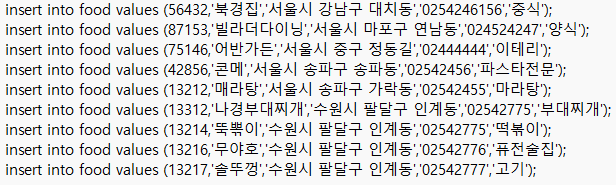 insert into food values (56432,'북경집','서울시 강남구 대치동','0254246156','중식');
insert into food values (87153,'빌라더다이닝','서울시 마포구 연남동','024524247','양식');
insert into food values (75146,'어반가든','서울시 중구 정동길','02444444','이테리');
insert into food values (42856,'콘메','서울시 송파구 송파동','02542456','파스타전문');
insert into food values (13212,'매라탕','서울시 송파구 가락동','02542455','마라탕');
insert into food values (13312,'나경부대찌개','수원시 팔달구 인계동','02542775','부대찌개');
insert into food values (13214,'뚝뽂이','수원시 팔달구 인계동','02542775','떡볶이');
insert into food values (13216,'무야호','수원시 팔달구 인계동','02542776','퓨전술집');
insert into food values (13217,'솔뚜껑','수원시 팔달구 인계동','02542777','고기');